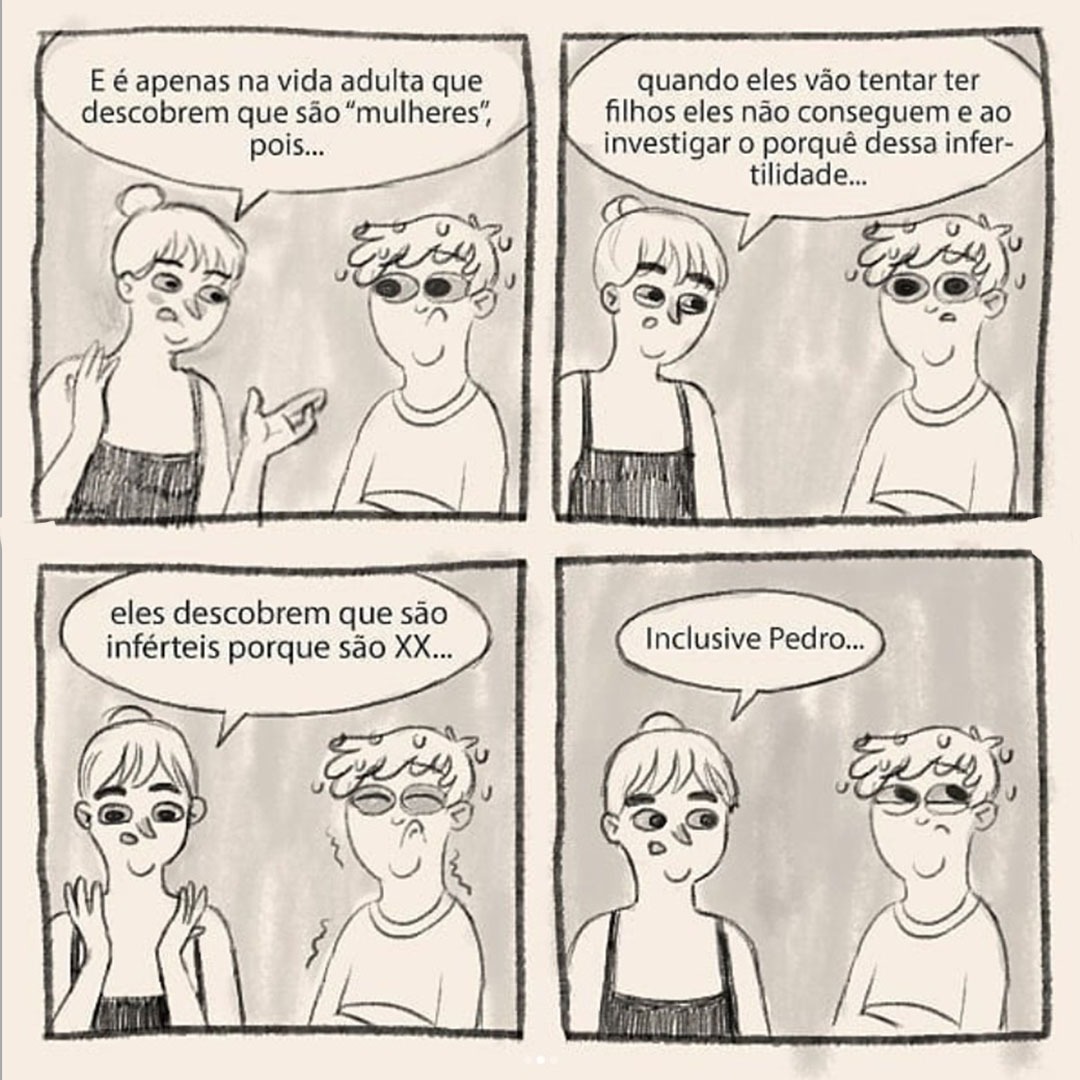 E é apenas na vida adulta que
descobrem que são “mulheres”,
pois...
quando eles vão tentar ter
filhos eles não conseguem e ao
investigar o porquê dessa infer-
tilidade...
eles descobrem que são
inférteis porque são XX...
Inclusive Pedro...